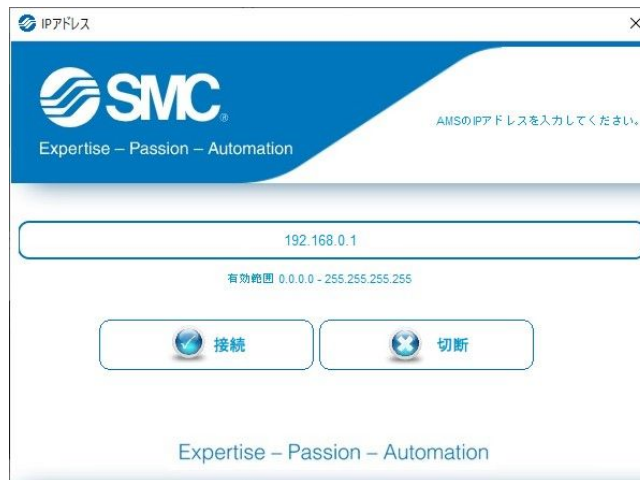 IPアドレス
SMC®
Expertise – Passion – Automation
AMSのIPアドレスを入力してください。
192.168.0.1
有効範囲 0.0.0.0 - 255.255.255.255
接続
切断
Expertise – Passion – Automation